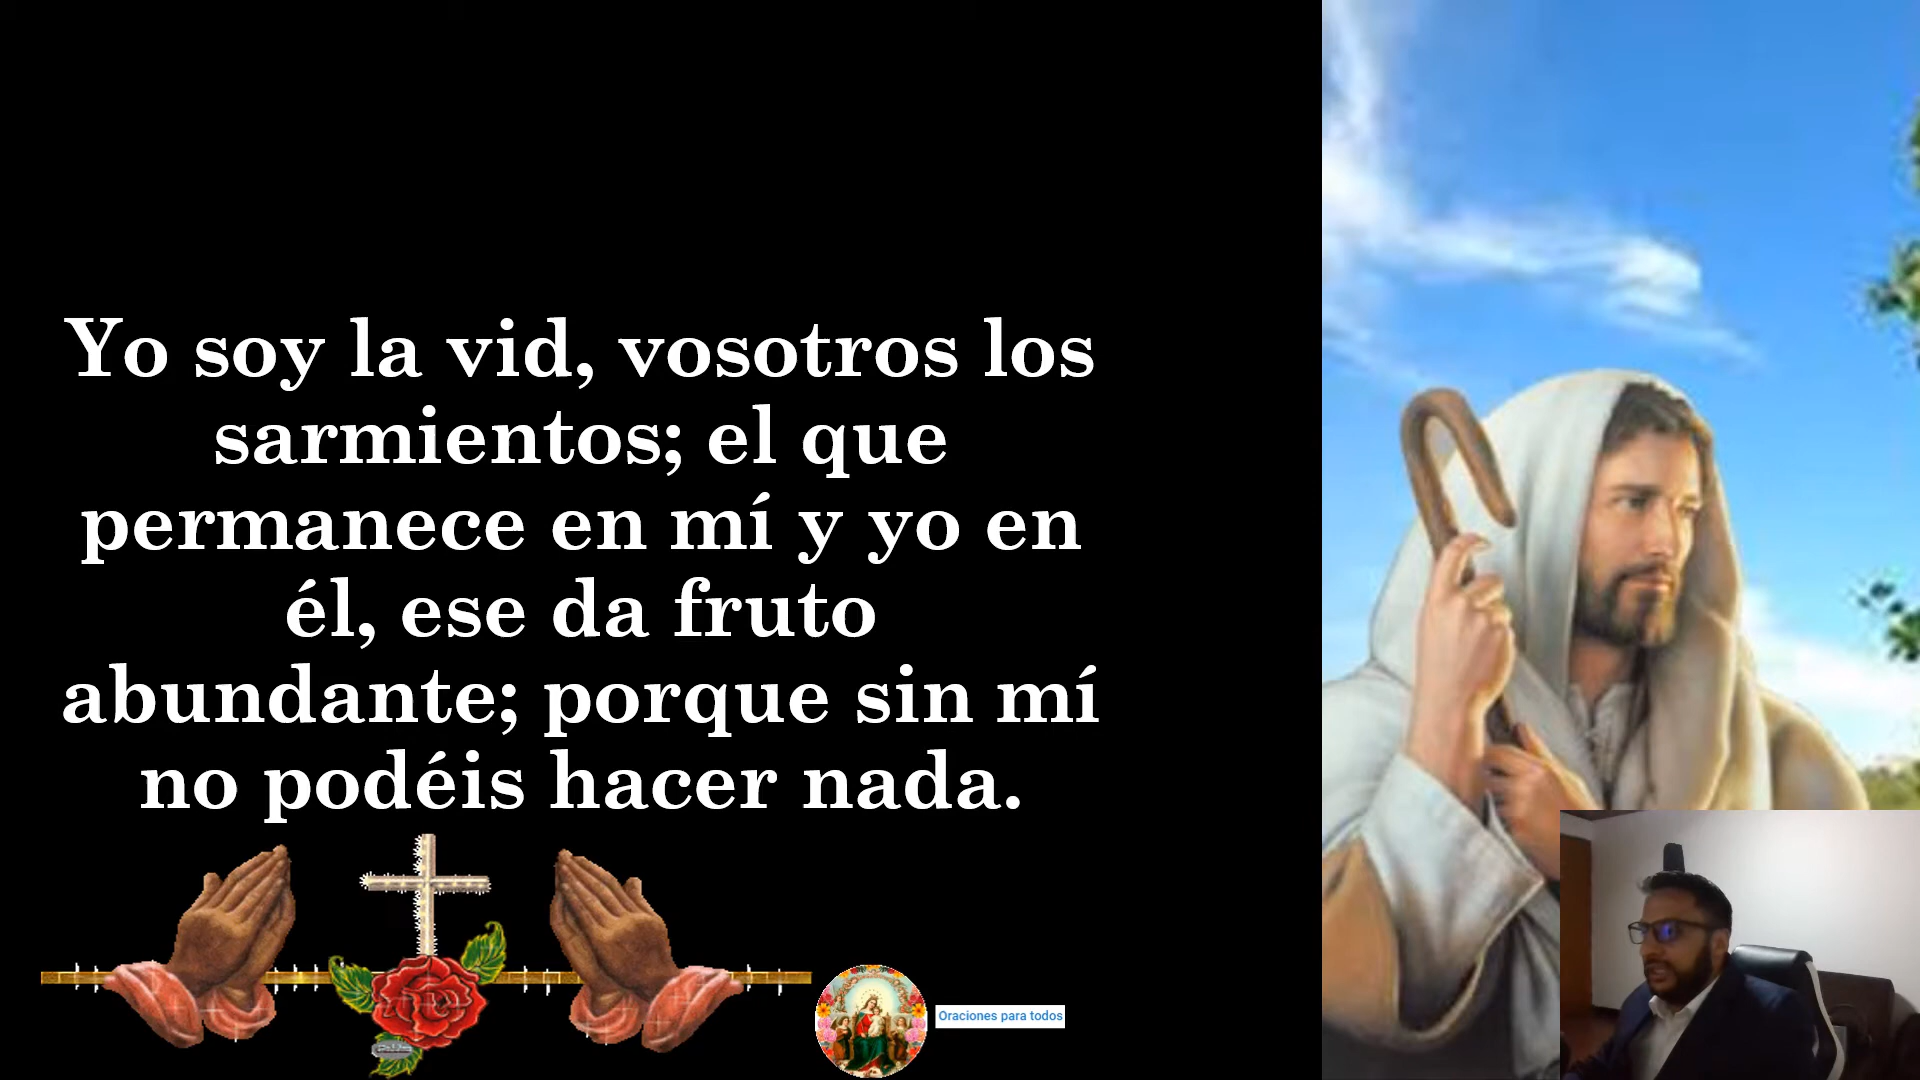 Yo soy la vid, vosotros los
sarmientos; el que
permanece en mí y yo en
él, ese da fruto
abundante; porque sin mí
no podéis hacer nada.
Oraciones para todos